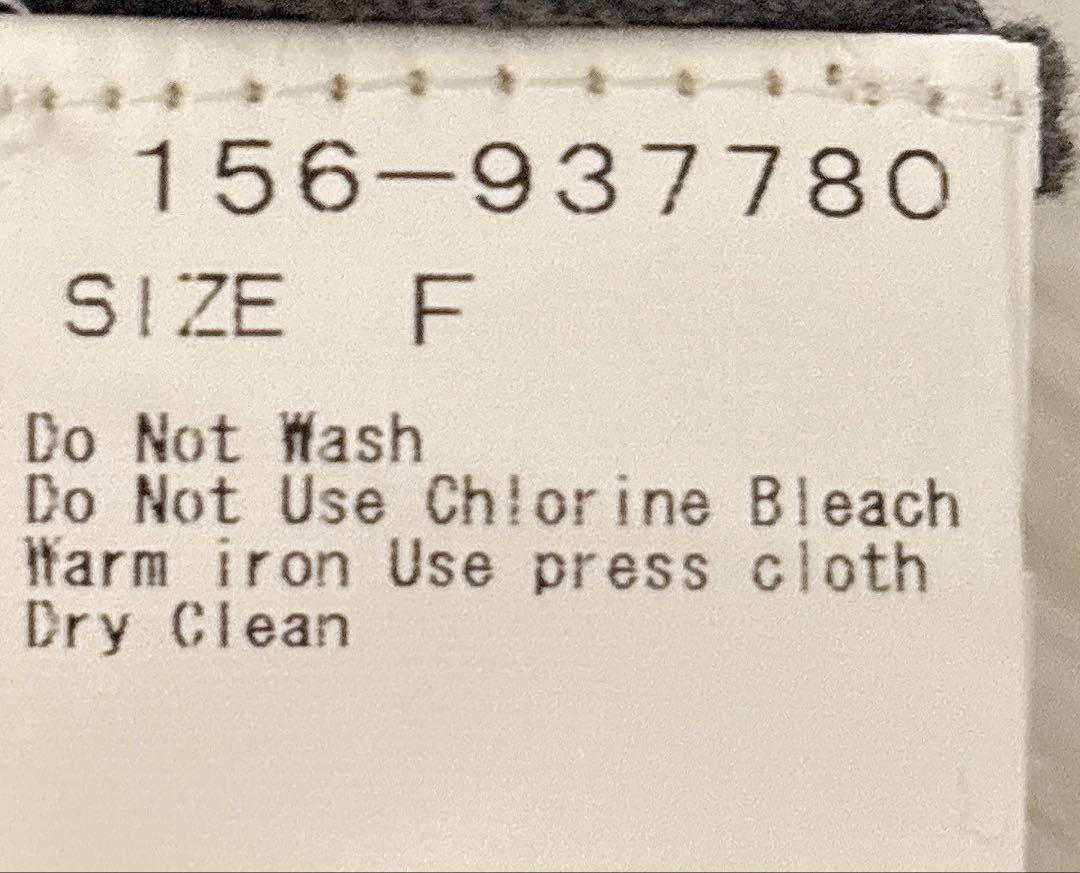 156-937780
SIZE F
Do Not Wash
Do Not Use Chlorine Bleach
Warm iron Use press cloth
Dry Clean